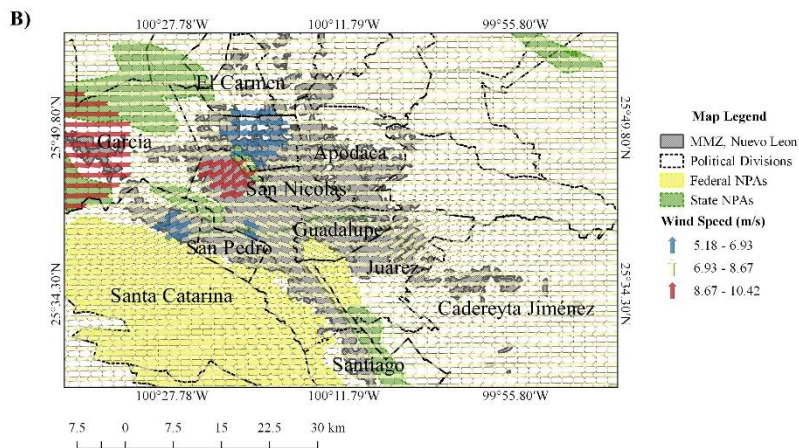 B)
100°27.78'W 100°11.79'W 99°55.80'W
El Carmen
25°49.80'N 25°49.80'N
García Apodaca
San Nicolás
Guadalupe
San Pedro
Juárez
Santa Catarina
25°34.30'N 25°34.30'N
Cadereyta Jiménez
Santiago
100°27.78'W 100°11.79'W 99°55.80'W
7.5 0 7.5 15 22.5 30 km
Map Legend
MMZ, Nuevo Leon
Political Divisions
Federal NPAs
State NPAs
Wind Speed (m/s)
5.18 - 6.93
6.93 - 8.67
8.67 - 10.42